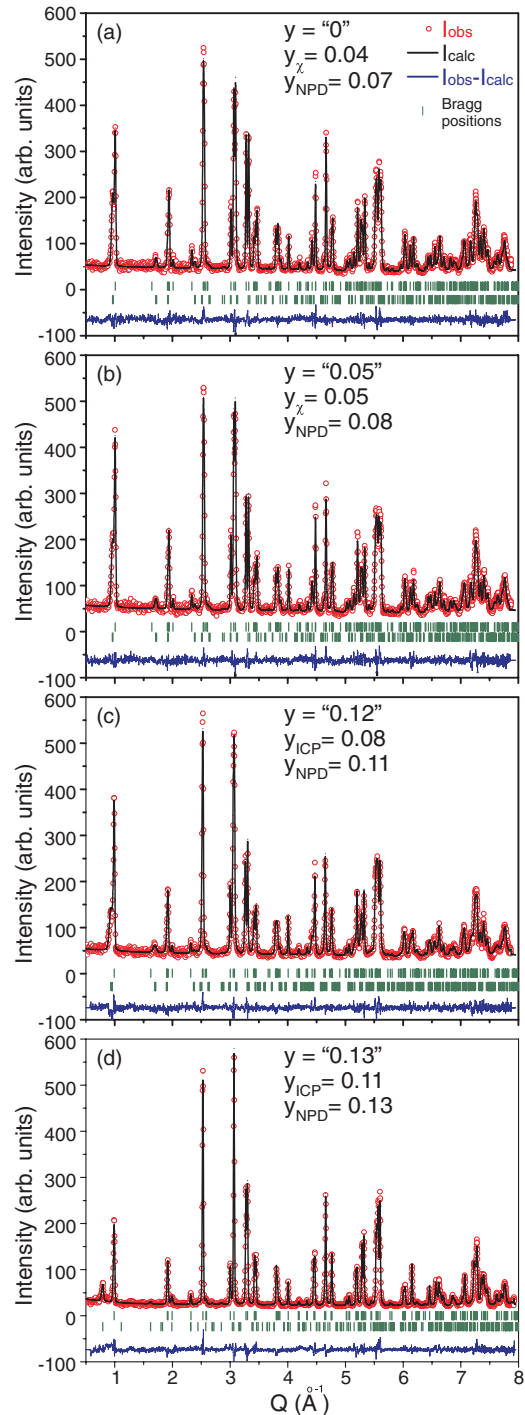 (a)
y = "0"
yχ= 0.04
yNPD= 0.07
Iobs
Icalc
Iobs-Icalc
Bragg
positions
Intensity (arb. units)
600
500
400
300
200
100
0
-100
(b)
y = "0.05"
yχ= 0.05
yNPD= 0.08
Intensity (arb. units)
600
500
400
300
200
100
0
-100
(c)
y = "0.12"
yICP= 0.08
yNPD= 0.11
Intensity (arb. units)
600
500
400
300
200
100
0
-100
(d)
y = "0.13"
yICP= 0.11
yNPD= 0.13
Intensity (arb. units)
600
500
400
300
200
100
0
-100
1 2 3 4 5 6 7 8
Q (Å-1)